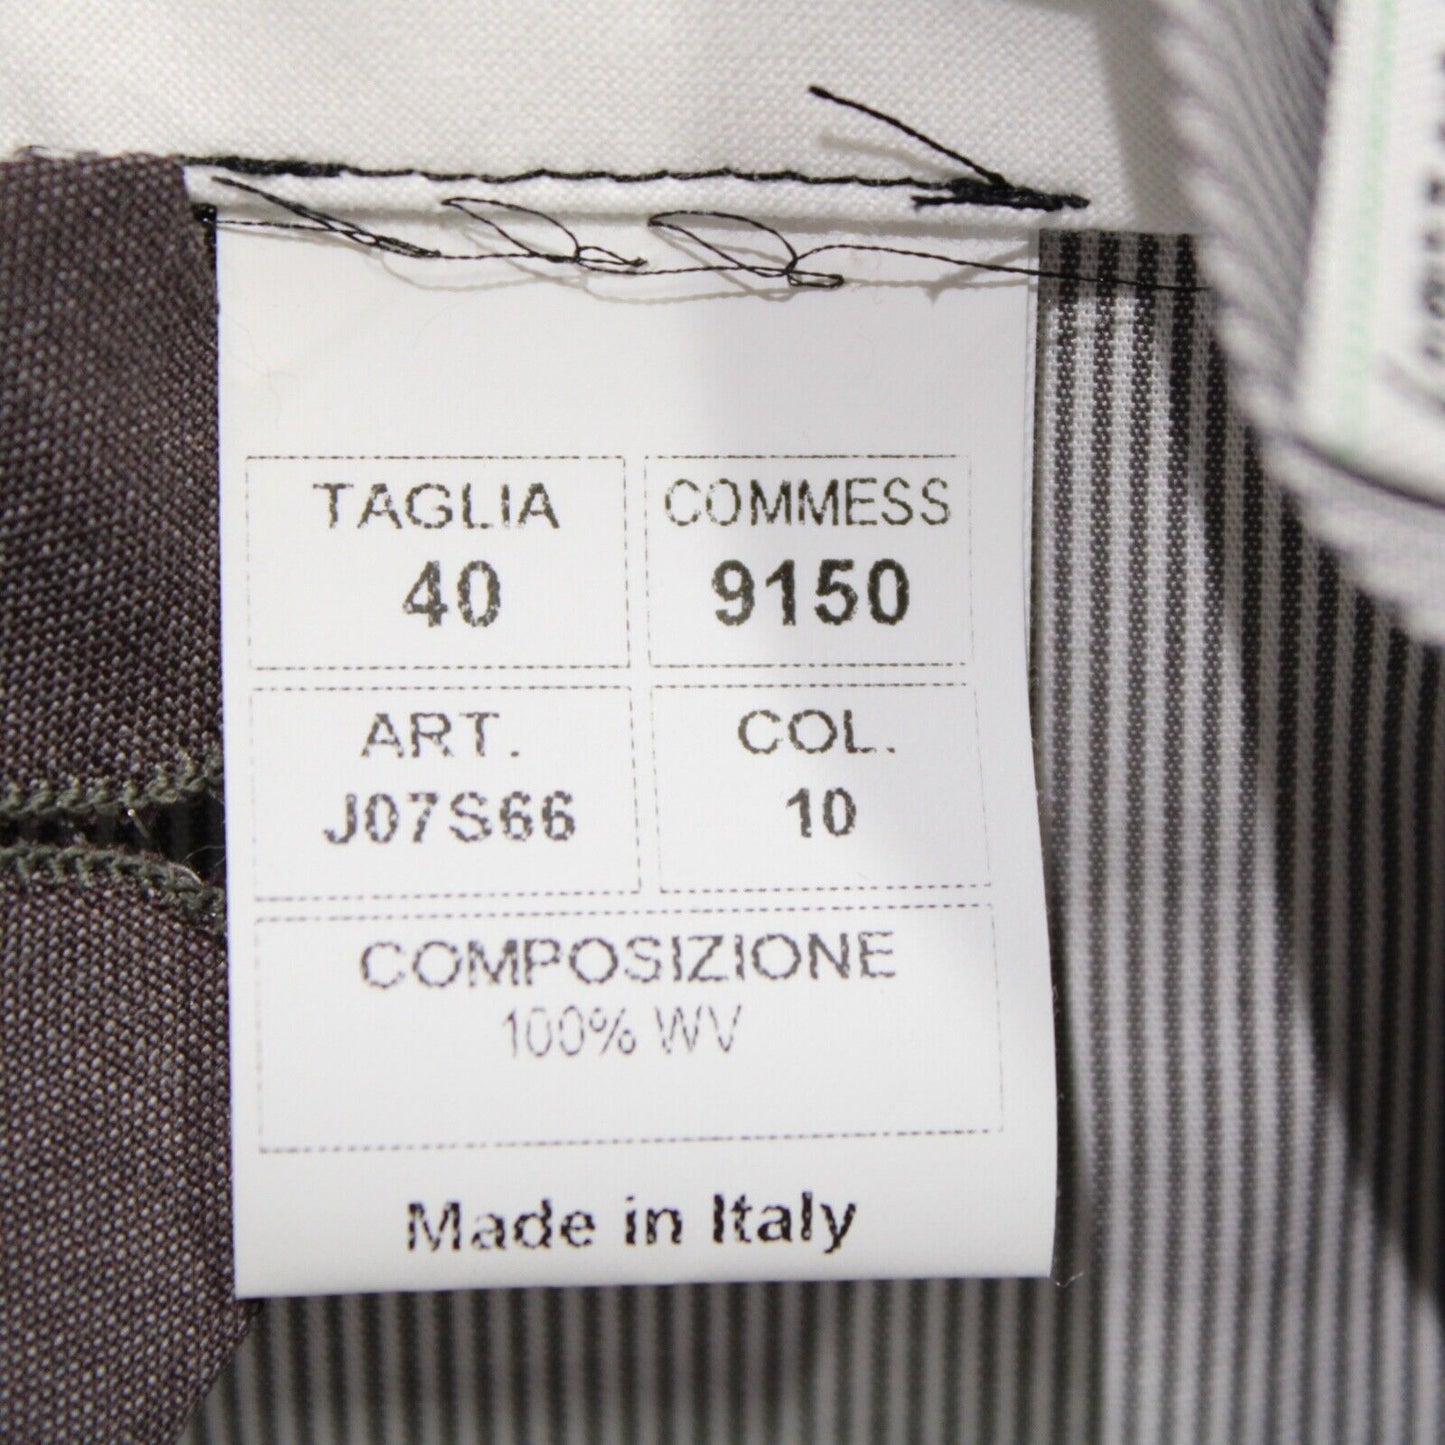 TAGLIA
40
COMMESS
9150
ART.
J07S66
COL.
10
COMPOSIZIONE
100% WV
Made in Italy